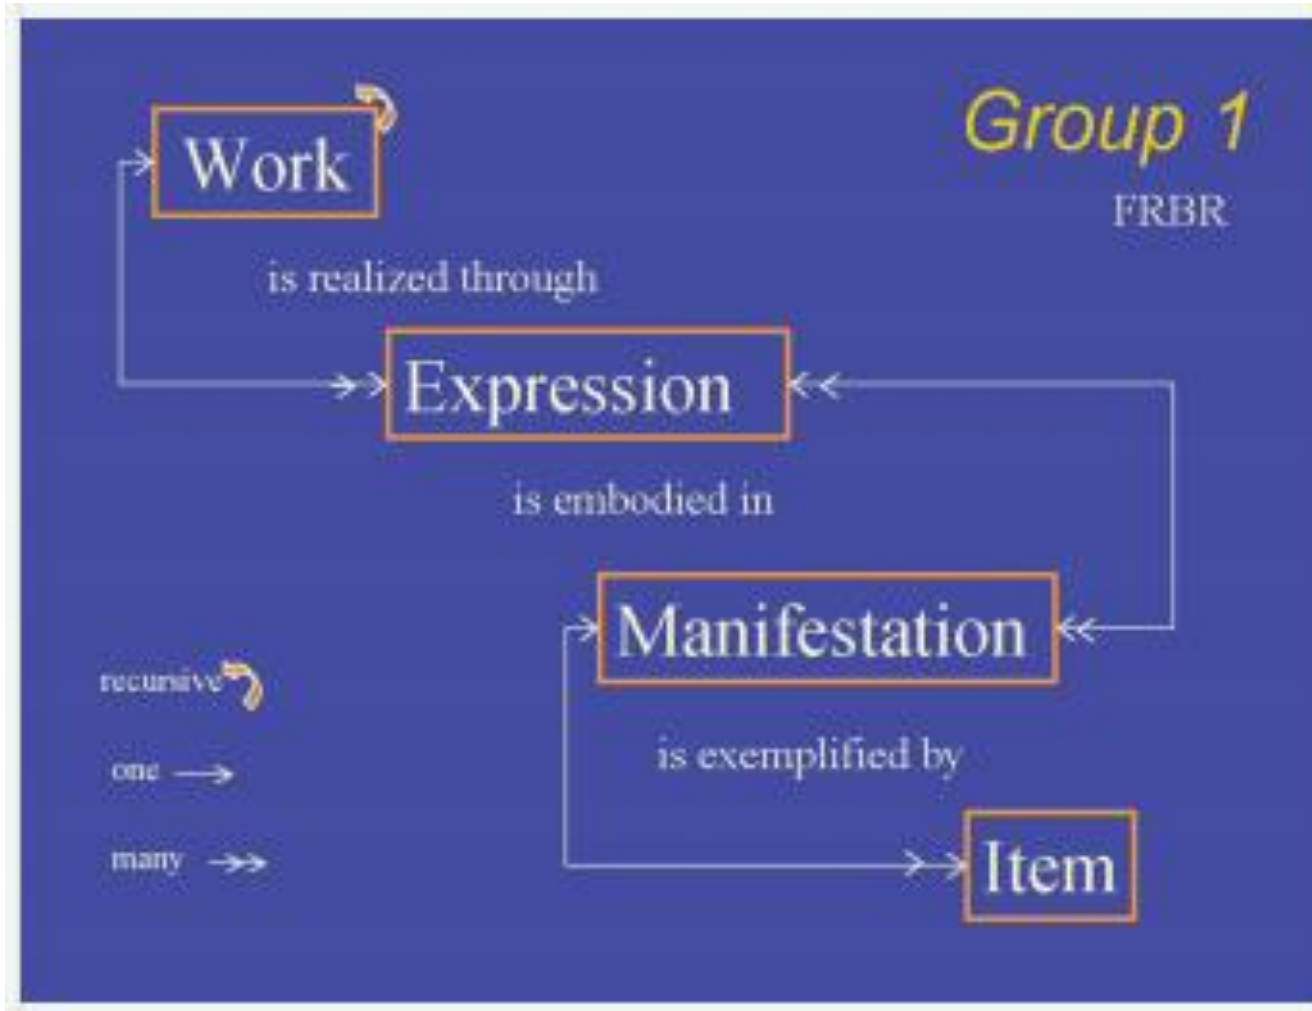 Group 1
FRBR
Work
is realized through
Expression
is embodied in
Manifestation
is exemplified by
Item
recursive
one
many